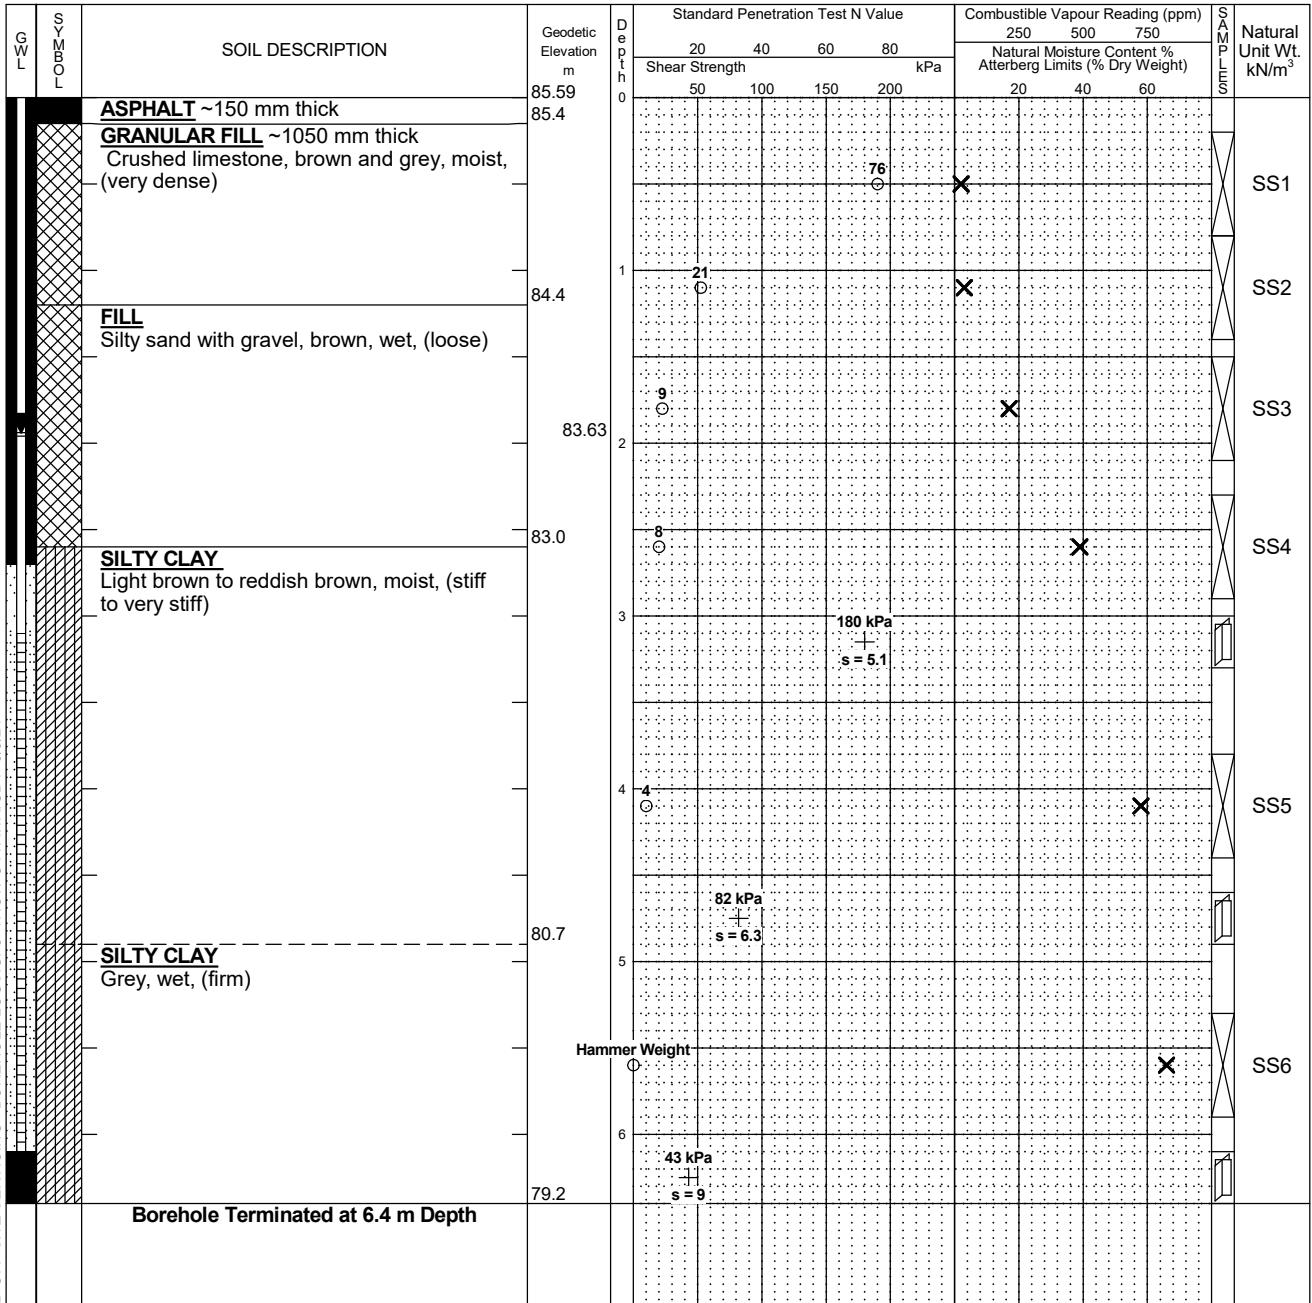 GWL
SYMBOL
SOIL DESCRIPTION
Geodetic
Elevation
m
85.59
Depth
Standard Penetration Test N Value
20 40 60 80
Shear Strength kPa
50 100 150 200
Combustible Vapour Reading (ppm)
250 500 750
Natural Moisture Content %
Atterberg Limits (% Dry Weight)
20 40 60
SAMPLES
Natural
Unit Wt.
kN/m³
0
ASPHALT ~150 mm thick
85.4
GRANULAR FILL ~1050 mm thick
Crushed limestone, brown and grey, moist,
(very dense)
76
SS1
1
21
SS2
84.4
FILL
Silty sand with gravel, brown, wet, (loose)
9
SS3
83.63
2
8
SS4
83.0
SILTY CLAY
Light brown to reddish brown, moist, (stiff
to very stiff)
3
180 kPa
s = 5.1
4
4
SS5
82 kPa
s = 6.3
80.7
SILTY CLAY
Grey, wet, (firm)
5
Hammer Weight
SS6
6
43 kPa
s = 9
79.2
Borehole Terminated at 6.4 m Depth